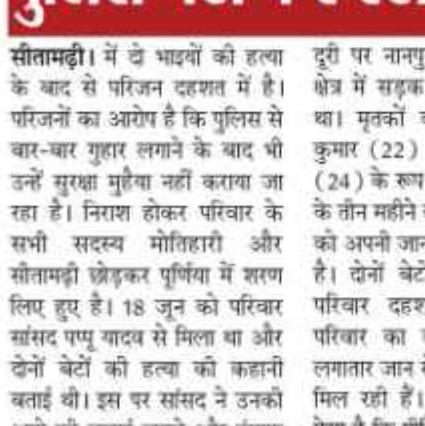 सीतामढ़ी। में दो भाइयों की हत्या
के बाद से परिजन दहशत में है।
परिजनों का आरोप है कि पुलिस से
बार-बार गुहार लगाने के बाद भी
उन्हें सुरक्षा मुहैया नहीं कराया जा
रहा है। निराश होकर परिवार के
सभी सदस्य मोतिहारी और
सीतामढ़ी छोड़कर पूर्णिया में शरण
लिए हुए है। 18 जून को परिवार
सांसद पप्पू यादव से मिला था और
दोनों बेटों की हत्या की कहानी
बताई थी। इस पर सांसद ने उनकी
दूरी पर नानपु
क्षेत्र में सड़क
था। मृतकों
कुमार (22)
(24) के रूप
के तीन महीने
को अपनी जान
है। दोनों बेटों
परिवार दहश
परिवार का
लगातार जान
मिल रही हैं।